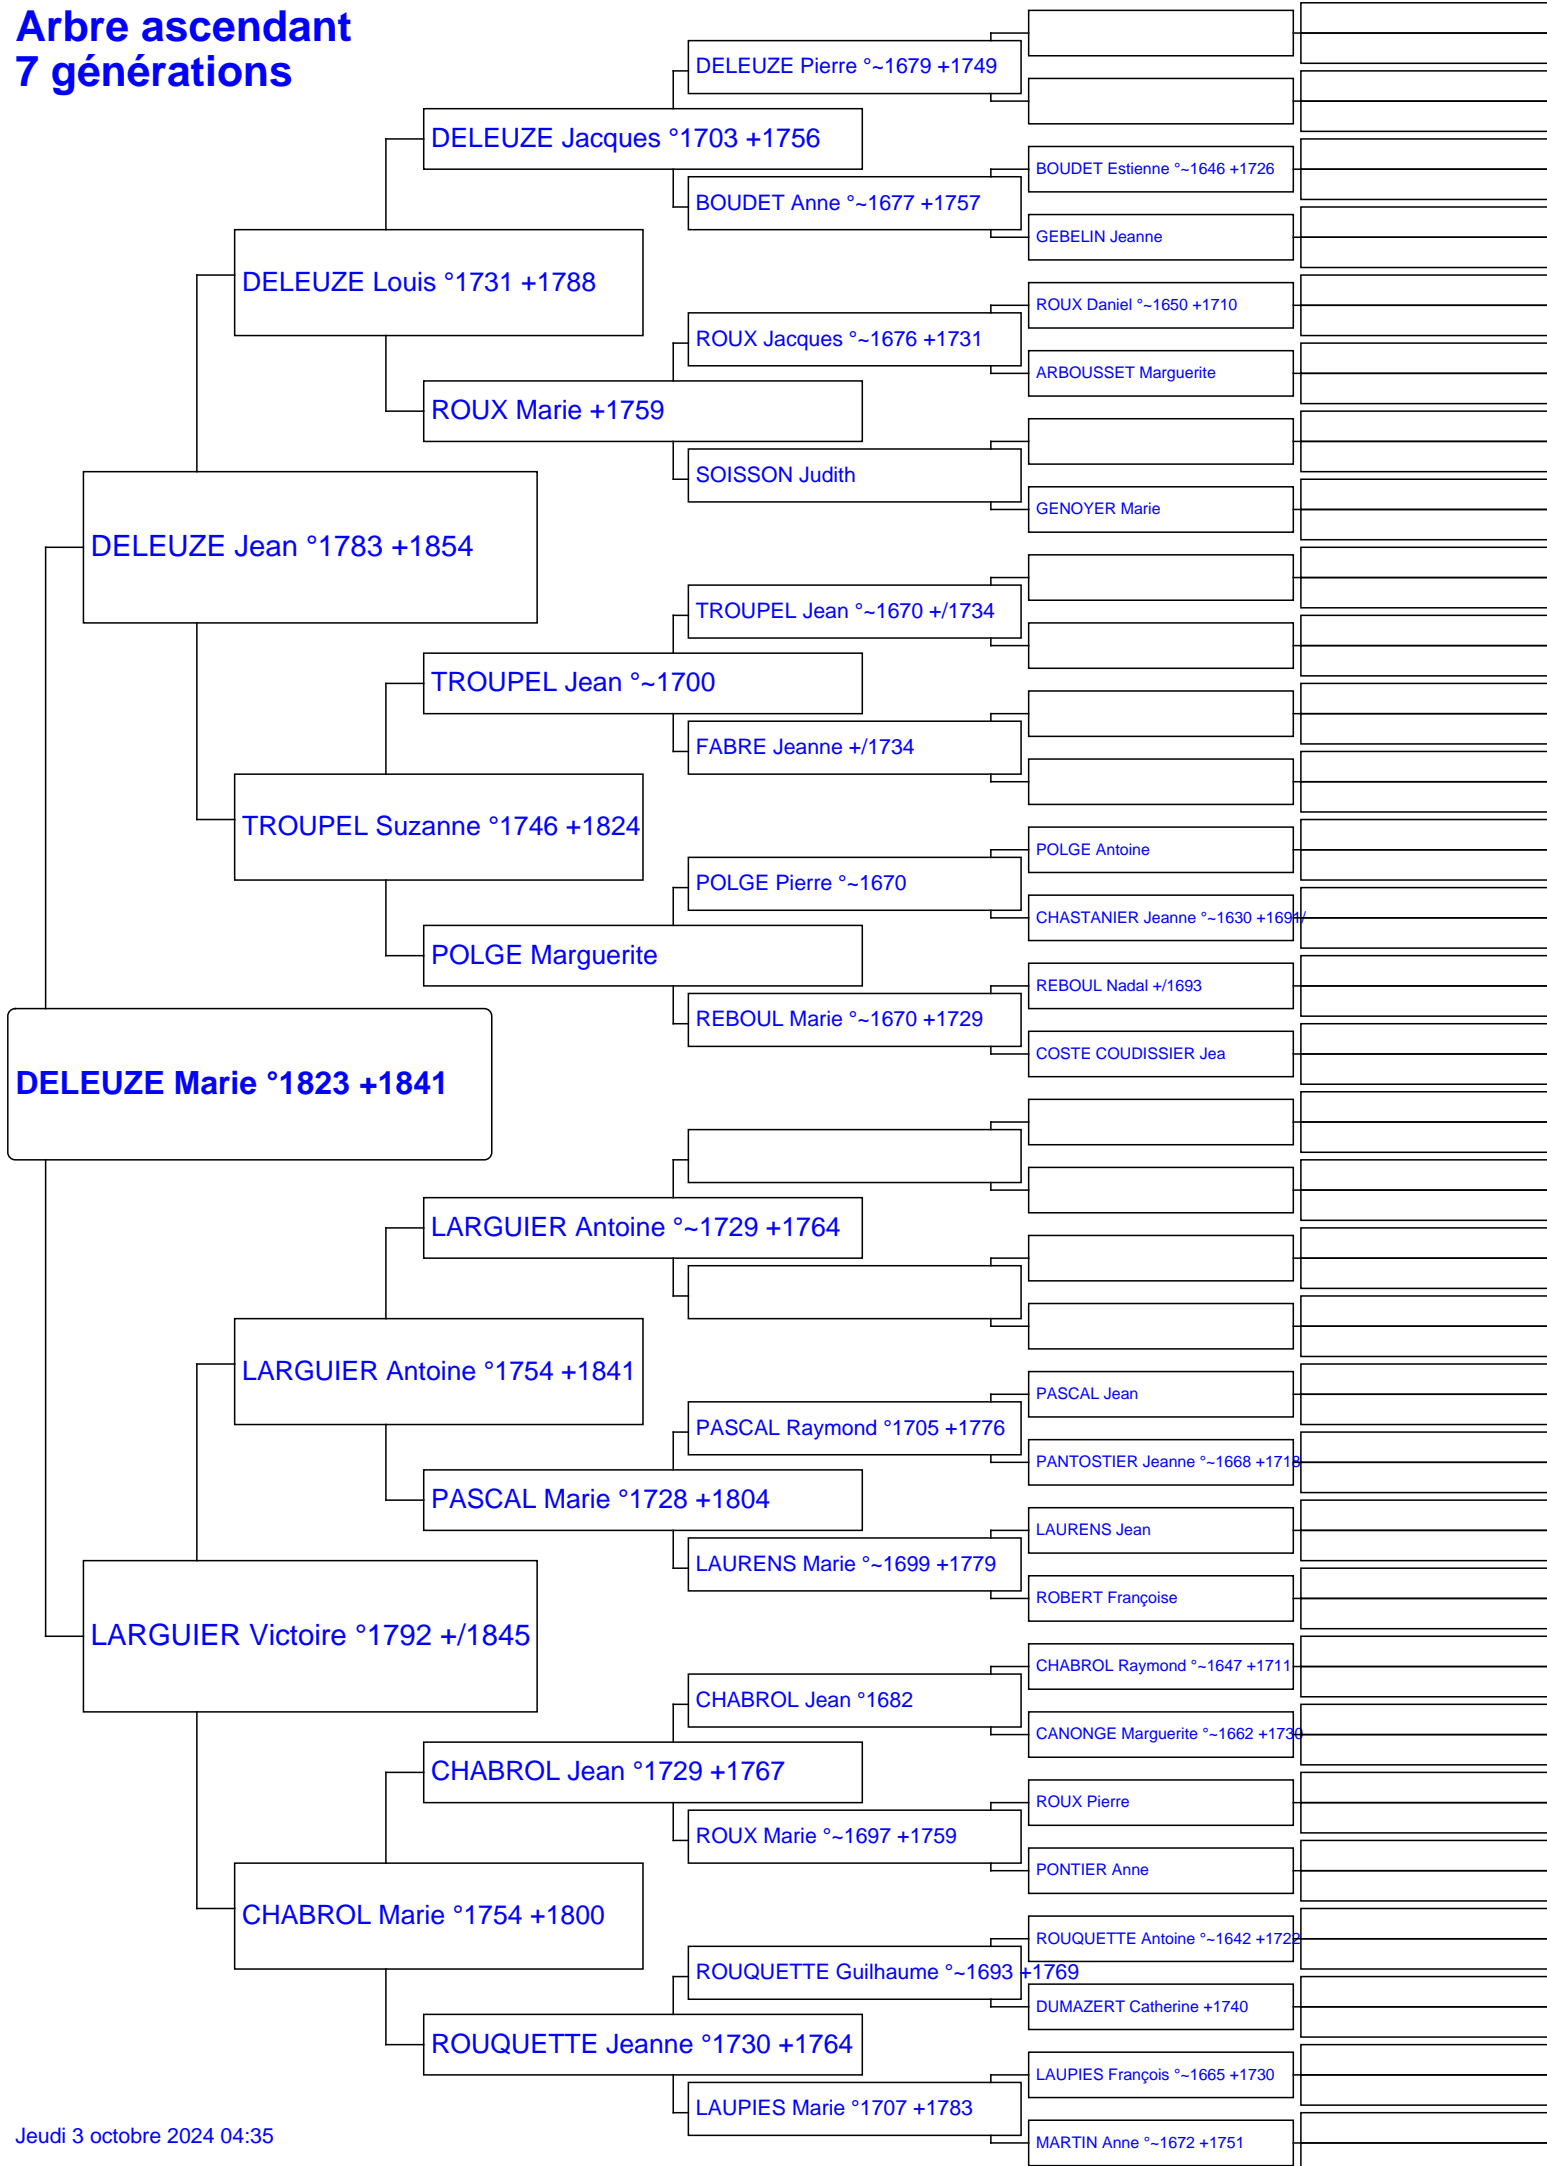 Arbre ascendant
7 générations
DELEUZE Pierre °~1679 +1749
DELEUZE Jacques °1703 +1756
BOUDET Estienne °~1646 +1726
BOUDET Anne °~1677 +1757
GEBELIN Jeanne
DELEUZE Louis °1731 +1788
ROUX Daniel °~1650 +1710
ROUX Jacques °~1676 +1731
ARBOUSSET Marguerite
ROUX Marie +1759
SOISSON Judith
GENOYER Marie
DELEUZE Jean °1783 +1854
TROUPEL Jean °~1670 +/1734
TROUPEL Jean °~1700
FABRE Jeanne +/1734
TROUPEL Suzanne °1746 +1824
POLGE Antoine
POLGE Pierre °~1670
CHASTANIER Jeanne °~1630 +1691/
POLGE Marguerite
REBOUL Nadal +/1693
REBOUL Marie °~1670 +1729
COSTE COUDISSIER Jea
DELEUZE Marie °1823 +1841
LARGUIER Antoine °~1729 +1764
LARGUIER Antoine °1754 +1841
PASCAL Jean
PASCAL Raymond °1705 +1776
PANTOSTIER Jeanne °~1668 +1718
PASCAL Marie °1728 +1804
LAURENS Jean
LAURENS Marie °~1699 +1779
ROBERT Françoise
LARGUIER Victoire °1792 +/1845
CHABROL Raymond °~1647 +1711
CHABROL Jean °1682
CANONGE Marguerite °~1662 +1730
CHABROL Jean °1729 +1767
ROUX Pierre
ROUX Marie °~1697 +1759
PONTIER Anne
CHABROL Marie °1754 +1800
ROUQUETTE Antoine °~1642 +1722
ROUQUETTE Guilhaume °~1693 +1769
DUMAZERT Catherine +1740
ROUQUETTE Jeanne °1730 +1764
LAUPIES François °~1665 +1730
LAUPIES Marie °1707 +1783
MARTIN Anne °~1672 +1751
Jeudi 3 octobre 2024 04:35